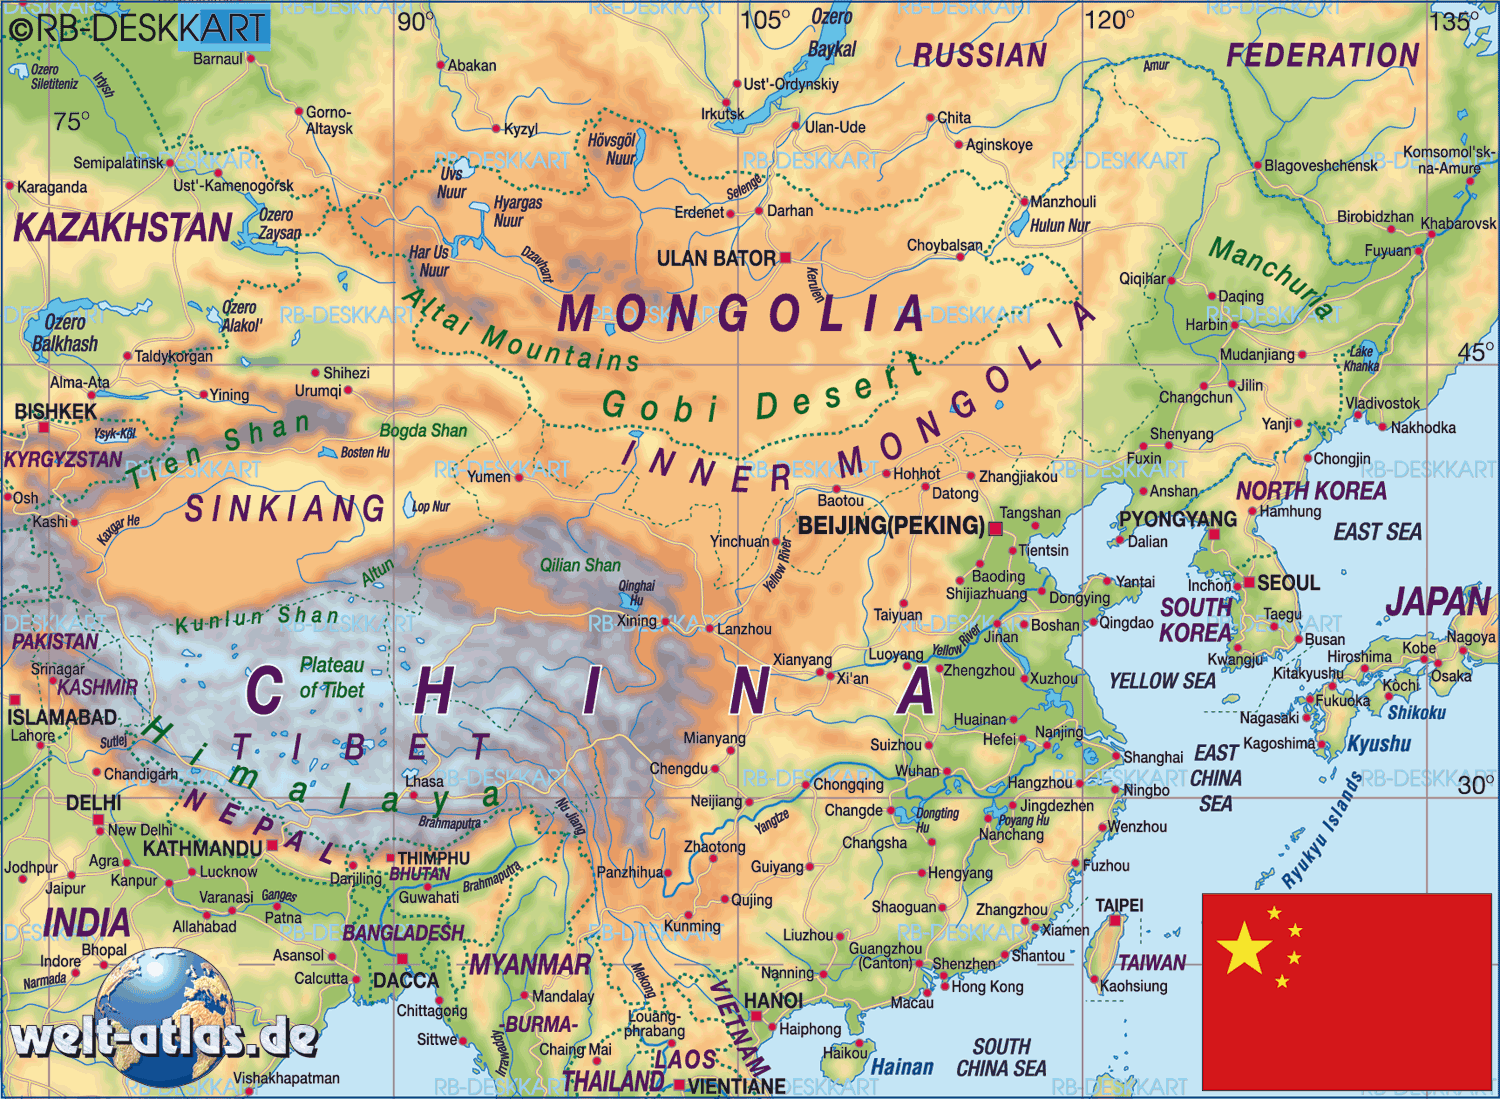 ©RB-DESKKART
90°
105°
120°
135°
75°
45°
30°
Ozero
Baykal
RUSSIAN
FEDERATION
Amur
Ozero
Siletiteniz
Irtysh
Barnaul
Abakan
Gorno-
Altaysk
Kyzyl
Ust'-Ordynskiy
Irkutsk
Ulan-Ude
Chita
Aginskoye
Hövsgöl
Nuur
Blagoveshchensk
Komsomol'sk-
na-Amure
Semipalatinsk
Ust'-Kamenogorsk
Karaganda
KAZAKHSTAN
Ozero
Zaysan
Uvs
Nuur
Hyargas
Nuur
Har Us
Nuur
Dzavhant
Selenge
Erdenet
Darhan
ULAN BATOR
Kerulen
Choybalsan
Manzhouli
Hulun Nur
Birobidzhan
Khabarovsk
Fuyuan
Manchuria
Qiqihar
Daqing
Harbin
Mudanjiang
Lake
Khanka
Jilin
Changchun
Vladivostok
Nakhodka
Yanji
MONGOLIA
Altai Mountains
Gobi Desert
INNER MONGOLIA
Ozero
Balkhash
Ozero
Alakol'
Taldykorgan
Alma-Ata
BISHKEK
Ysyk-Köl
KYRGYZSTAN
Yining
Shihezi
Urumqi
Tien Shan
Bogda Shan
Bosten Hu
SINKIANG
Lop Nur
Yumen
Osh
Kashi
Kaxgar He
Altun
Qilian Shan
Qinghai
Hu
Kunlun Shan
Xining
Lanzhou
Yinchuan
Yellow River
Baotou
Hohhot
Datong
Zhangjiakou
BEIJING(PEKING)
Tangshan
Tientsin
Baoding
Shijiazhuang
Taiyuan
Shenyang
Fuxin
Anshan
Dalian
PYONGYANG
NORTH KOREA
Chongjin
Hamhung
EAST SEA
Inchon
SEOUL
SOUTH
KOREA
Taegu
Busan
Kwangju
JAPAN
Nagoya
Kobe
Hiroshima
Osaka
Kitakyushu
Kochi
Fukuoka
Shikoku
Nagasaki
Kagoshima
Kyushu
Yantai
Dongying
Boshan
Qingdao
Jinan
Yellow River
Luoyang
Zhengzhou
Xianyang
Xi'an
Xuzhou
YELLOW SEA
PAKISTAN
Srinagar
KASHMIR
ISLAMABAD
Lahore
Sutlej
Plateau
of Tibet
CHINA
TIBET
Himalaya
Lhasa
Brahmaputra
Nu Jiang
Chandigarh
DELHI
New Delhi
NEPAL
KATHMANDU
Agra
Jodhpur
Jaipur
Kanpur
Lucknow
Darjiling
THIMPHU
BHUTAN
Guwahati
Brahmaputra
Varanasi
Ganges
Patna
Allahabad
INDIA
Bhopal
Indore
Narmada
Asansol
Calcutta
BANGLADESH
DACCA
Chittagong
Sittwe
Vishakhapatman
MYANMAR
Mandalay
-BURMA-
Irrawaddy
Chaing Mai
THAILAND
Mekong
Louang-
phrabang
LAOS
VIENTIANE
VIETNAM
HANOI
Haiphong
Haikou
Hainan
SOUTH
CHINA SEA
Mianyang
Chengdu
Neijiang
Chongqing
Yangtze
Zhaotong
Panzhihua
Guiyang
Qujing
Kunming
Liuzhou
Nanning
Huainan
Hefei
Nanjing
Suizhou
Wuhan
Changde
Dongting
Hu
Changsha
Hengyang
Shaoguan
Shanghai
Hangzhou
Ningbo
Jingdezhen
Poyang Hu
Nanchang
Wenzhou
Fuzhou
EAST
CHINA
SEA
Ryukyu Islands
Zhangzhou
Xiamen
Shantou
Guangzhou
(Canton)
Shenzhen
Hong Kong
Macau
TAIPEI
TAIWAN
Kaohsiung
welt-atlas.de